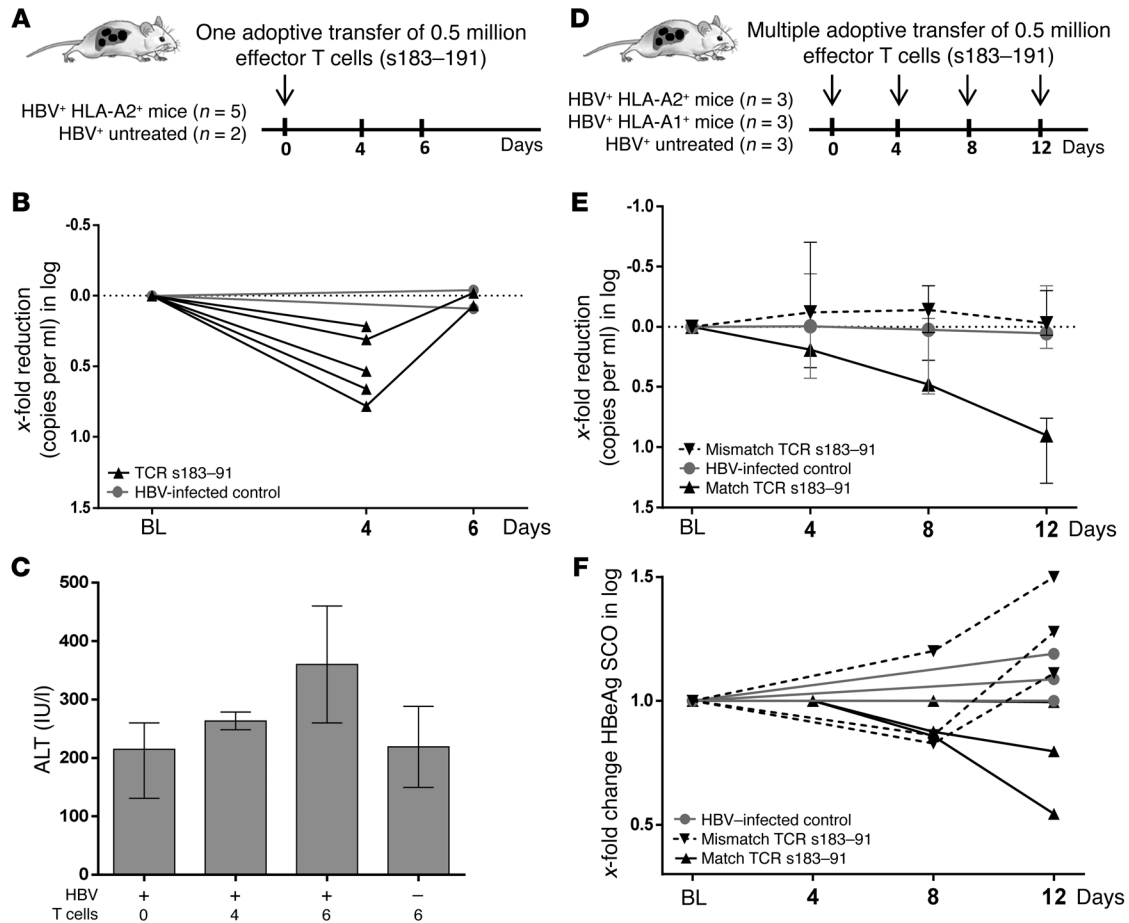 A
One adoptive transfer of 0.5 million
effector T cells (s183–191)
HBV⁺ HLA-A2⁺ mice (n = 5)
HBV⁺ untreated (n = 2)
0 4 6 Days
D
Multiple adoptive transfer of 0.5 million
effector T cells (s183–191)
HBV⁺ HLA-A2⁺ mice (n = 3)
HBV⁺ HLA-A1⁺ mice (n = 3)
HBV⁺ untreated (n = 3)
0 4 8 12 Days
B
x-fold reduction
(copies per ml) in log
-0.5
0.0
0.5
1.0
1.5
TCR s183–91
HBV-infected control
BL 4 6 Days
E
x-fold reduction
(copies per ml) in log
-1.0
-0.5
0.0
0.5
1.0
1.5
Mismatch TCR s183–91
HBV-infected control
Match TCR s183–91
BL 4 8 12 Days
C
ALT (IU/l)
500
400
300
200
100
0
HBV + + + −
T cells 0 4 6 6
F
x-fold change HBeAg SCO in log
1.5
1.0
0.5
HBV–infected control
Mismatch TCR s183–91
Match TCR s183–91
BL 4 8 12 Days